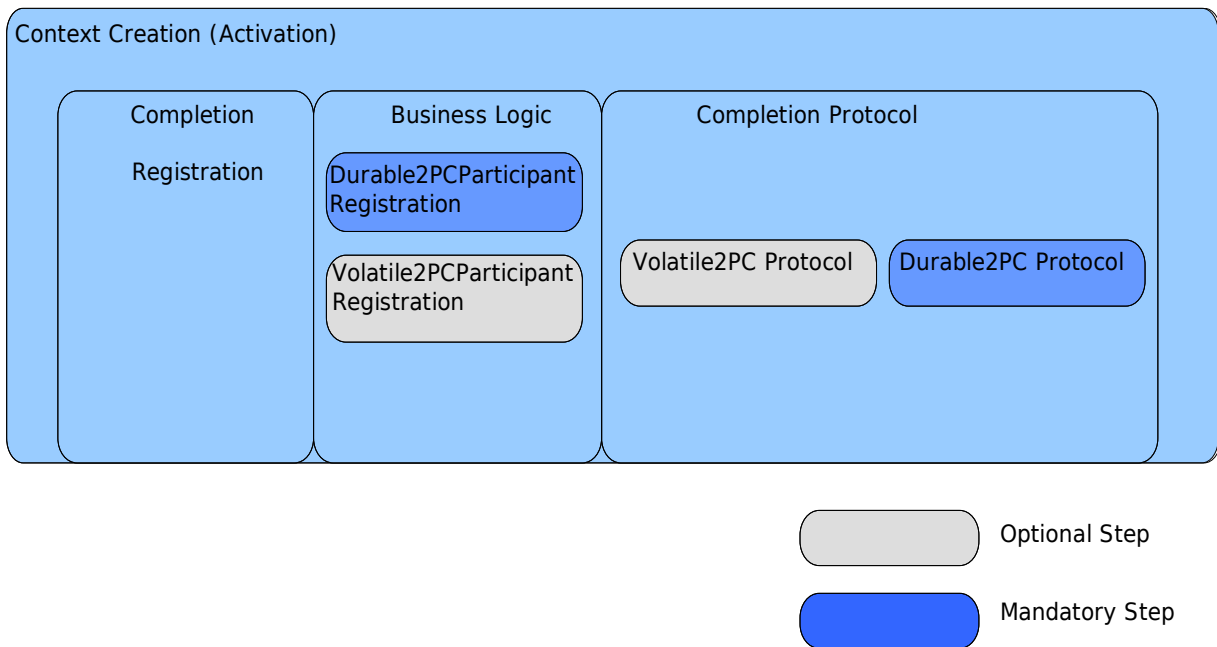 Context Creation (Activation)
Completion
Registration
Business Logic
Durable2PCParticipant
Registration
Volatile2PCParticipant
Registration
Completion Protocol
Volatile2PC Protocol
Durable2PC Protocol
Optional Step
Mandatory Step